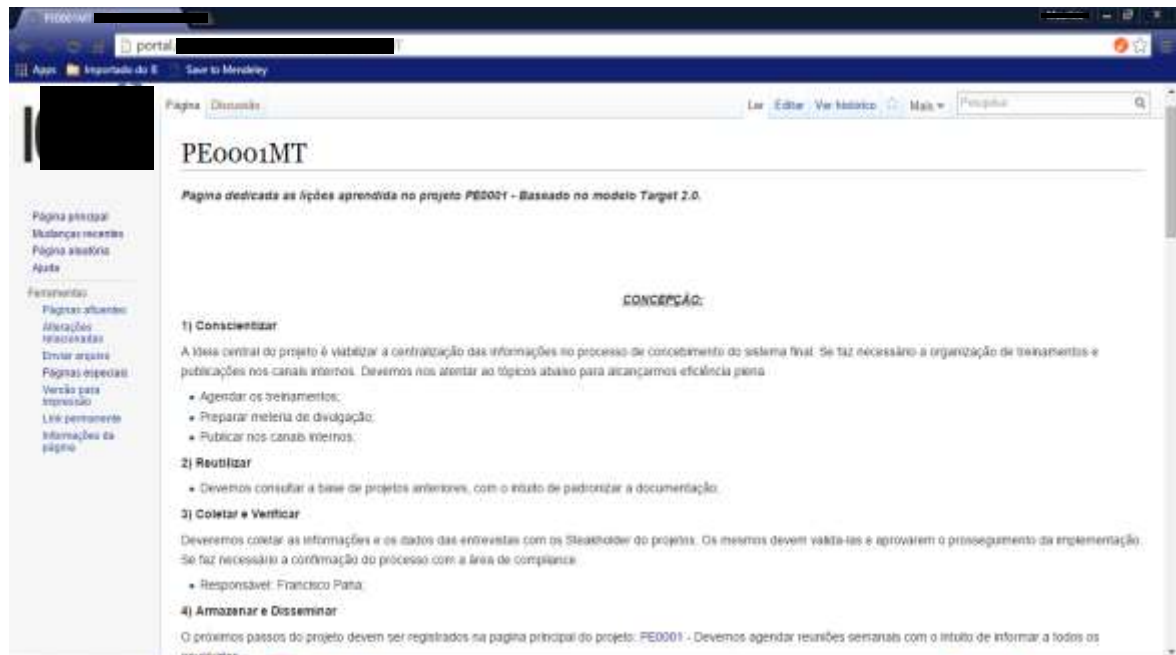 PE0001MT
portal.
Apps Importado do IE Save to Mendeley
Página Discussão Ler Editar Ver histórico Mais Pesquisar
PE0001MT
Pagina dedicada as lições aprendida no projeto PE0001 - Baseado no modelo Target 2.0.
Página principal
Mudanças recentes
Página aleatória
Ajuda
Ferramentas
Páginas afluentes
Alterações
relacionadas
Enviar arquivo
Páginas especiais
Versão para
impressão
Link permanente
Informações da
página
CONCEPÇÃO:
1) Conscientizar
A ideia central do projeto é viabilizar a centralização das informações no processo de concebimento do sistema final. Se faz necessário a organização de treinamentos e
publicações nos canais internos. Devemos nos atentar ao tópicos abaixo para alcançarmos eficiência plena.
Agendar os treinamentos;
Preparar meteria de divulgação;
Publicar nos canais internos;
2) Reutilizar
Devemos consultar a base de projetos anteriores, com o intuito de padronizar a documentação;
3) Coletar e Verificar
Deveremos coletar as informações e os dados das entrevistas com os Steakholder do projetos. Os mesmos devem valida-las e aprovarem o prosseguimento da implementação.
Se faz necessário a confirmação do processo com a área de compliance.
Responsável: Francisco
4) Armazenar e Disseminar
O próximos passos do projeto devem ser registrados na pagina principal do projeto: PE0001 - Devemos agendar reuniões semanais com o intuito de informar a todos os